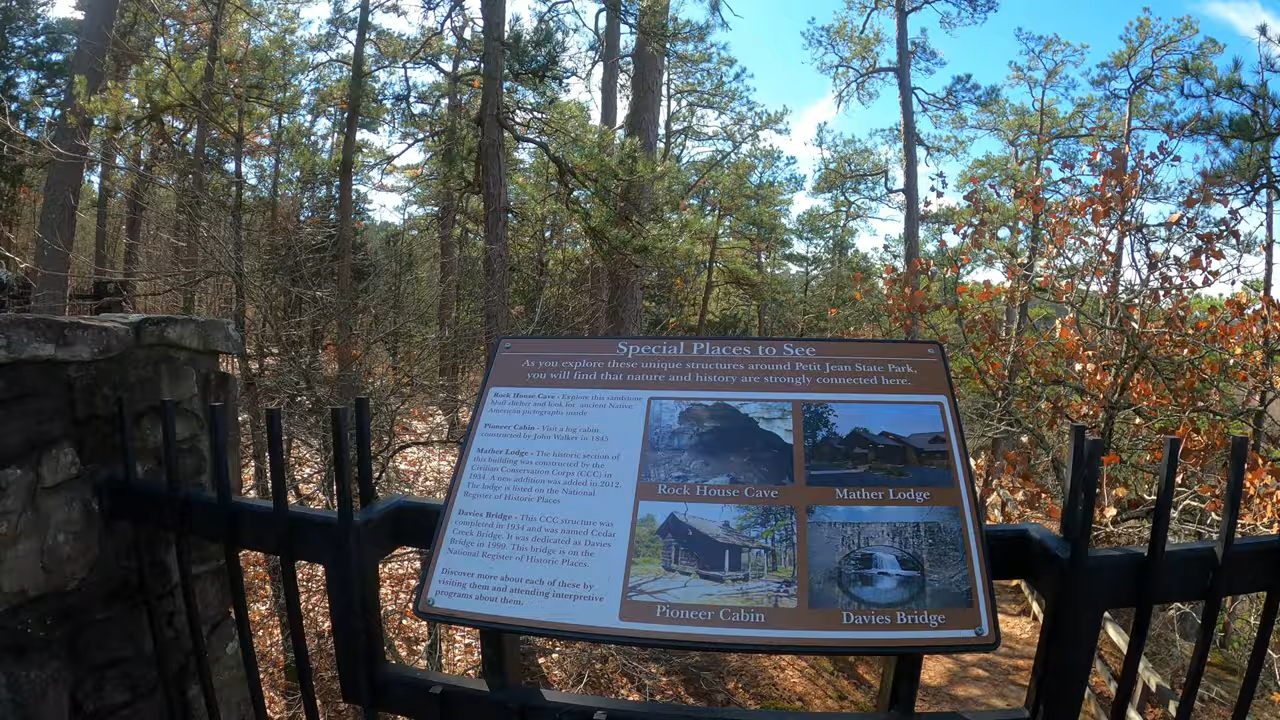 Special Places to See
As you explore these unique structures around Petit Jean State Park,
you will find that nature and history are strongly connected here.
Rock House Cave - Explore this sandstone
bluff shelter and look for ancient Native
American pictographs inside
Pioneer Cabin - Visit a log cabin
constructed by John Walker in 1845
Mather Lodge - The historic section of
this building was constructed by the
Civilian Conservation Corps (CCC) in
1934. A new addition was added in 2012.
The lodge is listed on the National
Register of Historic Places
Davies Bridge - This CCC structure was
completed in 1934 and was named Cedar
Creek Bridge. It was dedicated as Davies
Bridge in 1999. This bridge is on the
National Register of Historic Places.
Discover more about each of these by
visiting them and attending interpretive
programs about them.
Rock House Cave
Mather Lodge
Pioneer Cabin
Davies Bridge